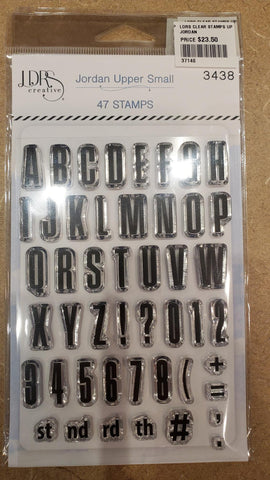 LDRS CLEAR STAMPS UP
JORDAN
PRICE $23.50
37145
LDRS
creative
Jordan Upper Small
3438
47 STAMPS
A B C D E F G H
I J K L M N O P
Q R S T U V W
X Y Z ! ? 0 1 2
3 4 5 6 7 8 ( +
=
st nd rd th # ' .